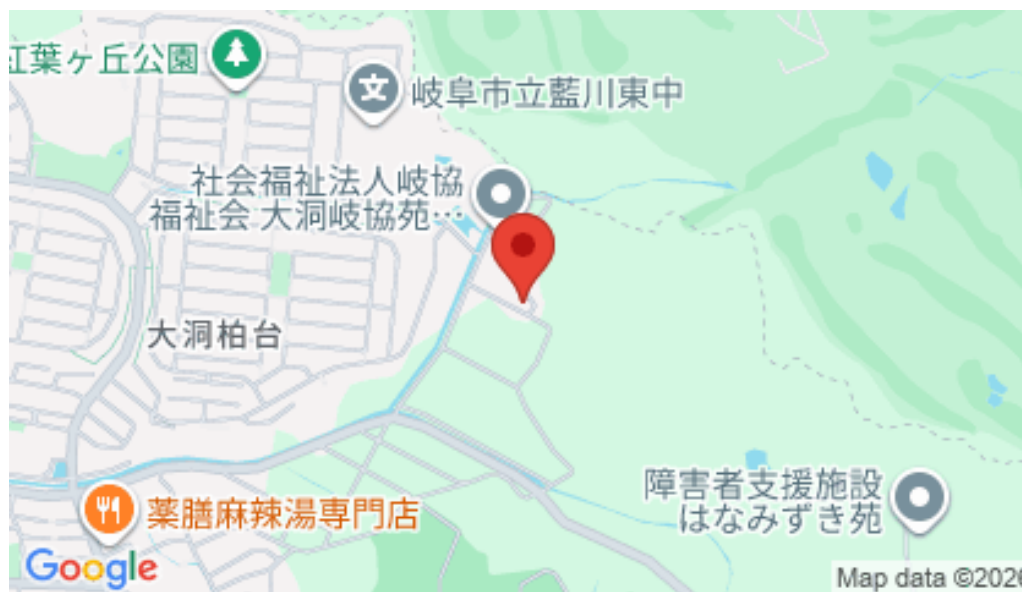 紅葉ヶ丘公園
岐阜市立藍川東中
社会福祉法人岐協
福祉会 大洞岐協苑…
大洞柏台
障害者支援施設
はなみずき苑
薬膳麻辣湯専門店
Google
Map data ©2026